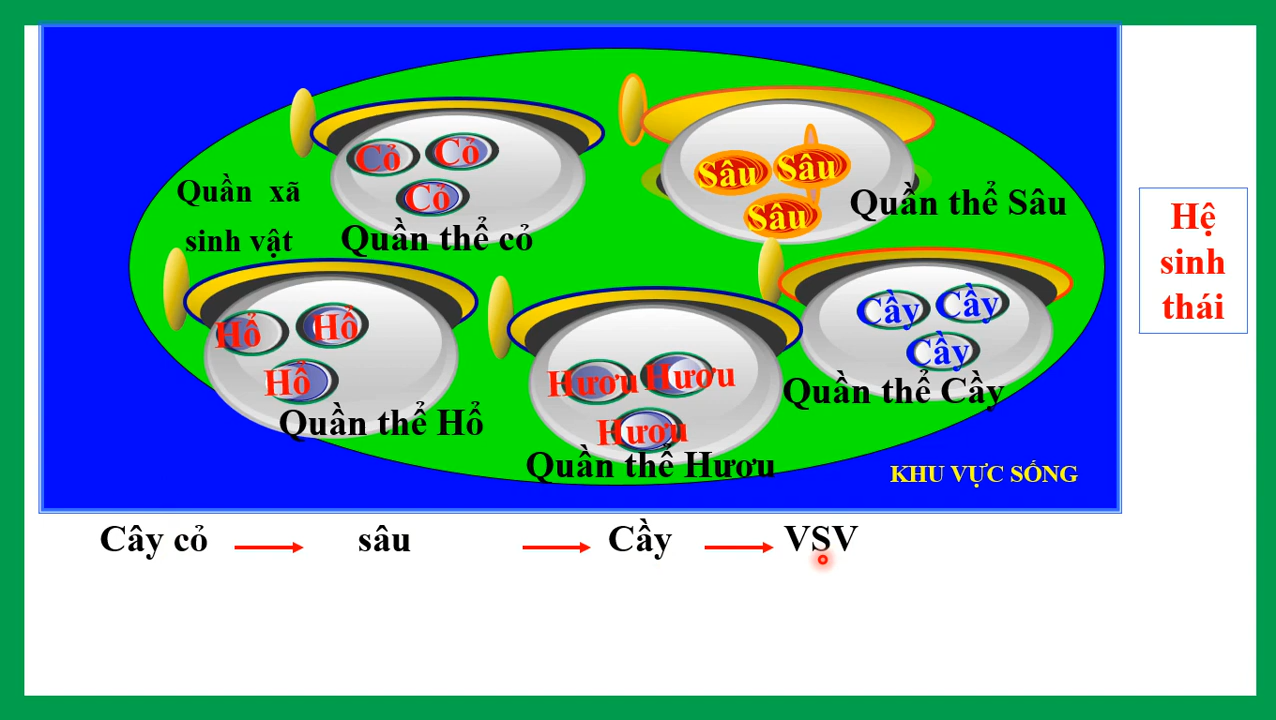 Quần xã
sinh vật
Cỏ
Cỏ
Cỏ
Quần thể cỏ
Sâu
Sâu
Sâu
Quần thể Sâu
Hổ
Hổ
Hổ
Quần thể Hổ
Hươu
Hươu
Hươu
Quần thể Hươu
Cầy
Cầy
Cầy
Quần thể Cầy
KHU VỰC SỐNG
Hệ
sinh
thái
Cây cỏ sâu Cầy VSV